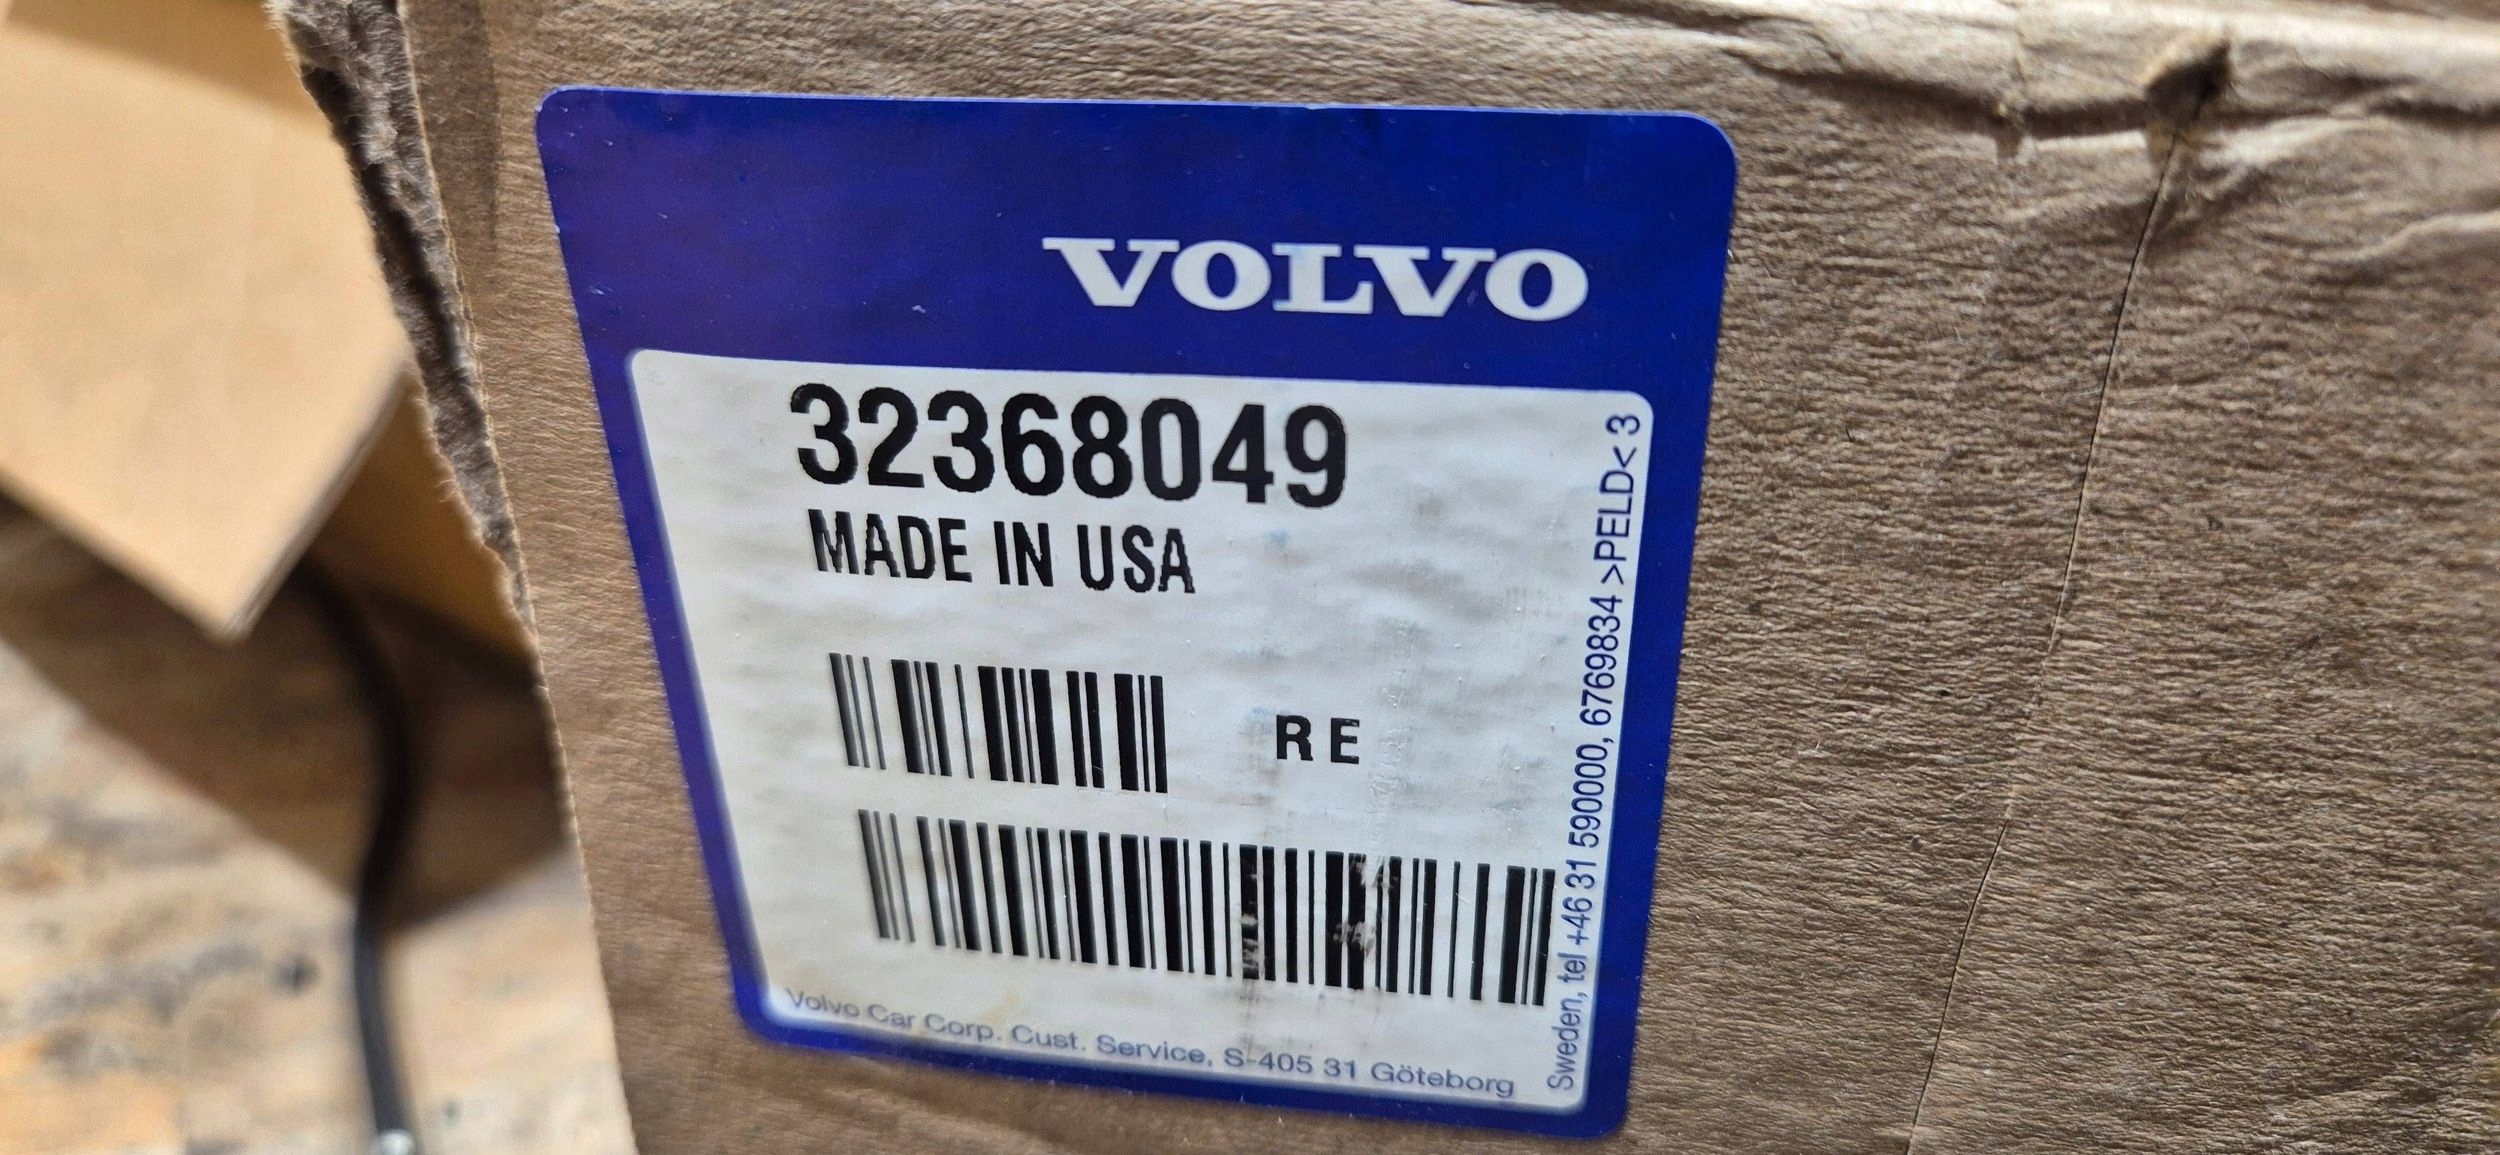 VOLVO
32368049
MADE IN USA
RE
Volvo Car Corp. Cust. Service, S-405 31 Göteborg
Sweden, tel +46 31 590000, 6769834 >PELD< 3